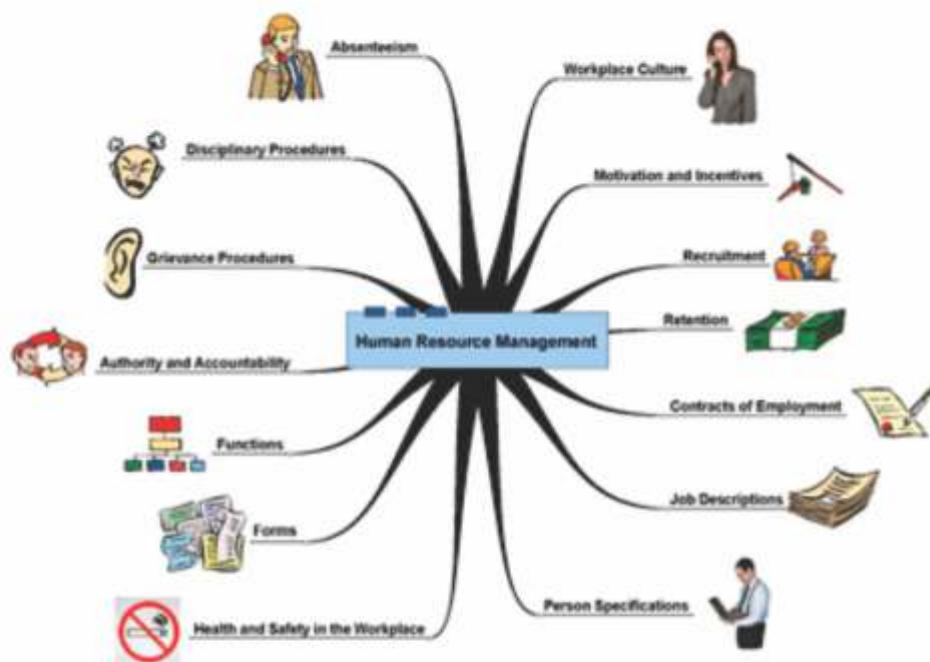 Absenteeism
Workplace Culture
Disciplinary Procedures
Motivation and Incentives
Grievance Procedures
Recruitment
Human Resource Management
Retention
Authority and Accountability
Contracts of Employment
Functions
Job Descriptions
Forms
Person Specifications
Health and Safety in the Workplace